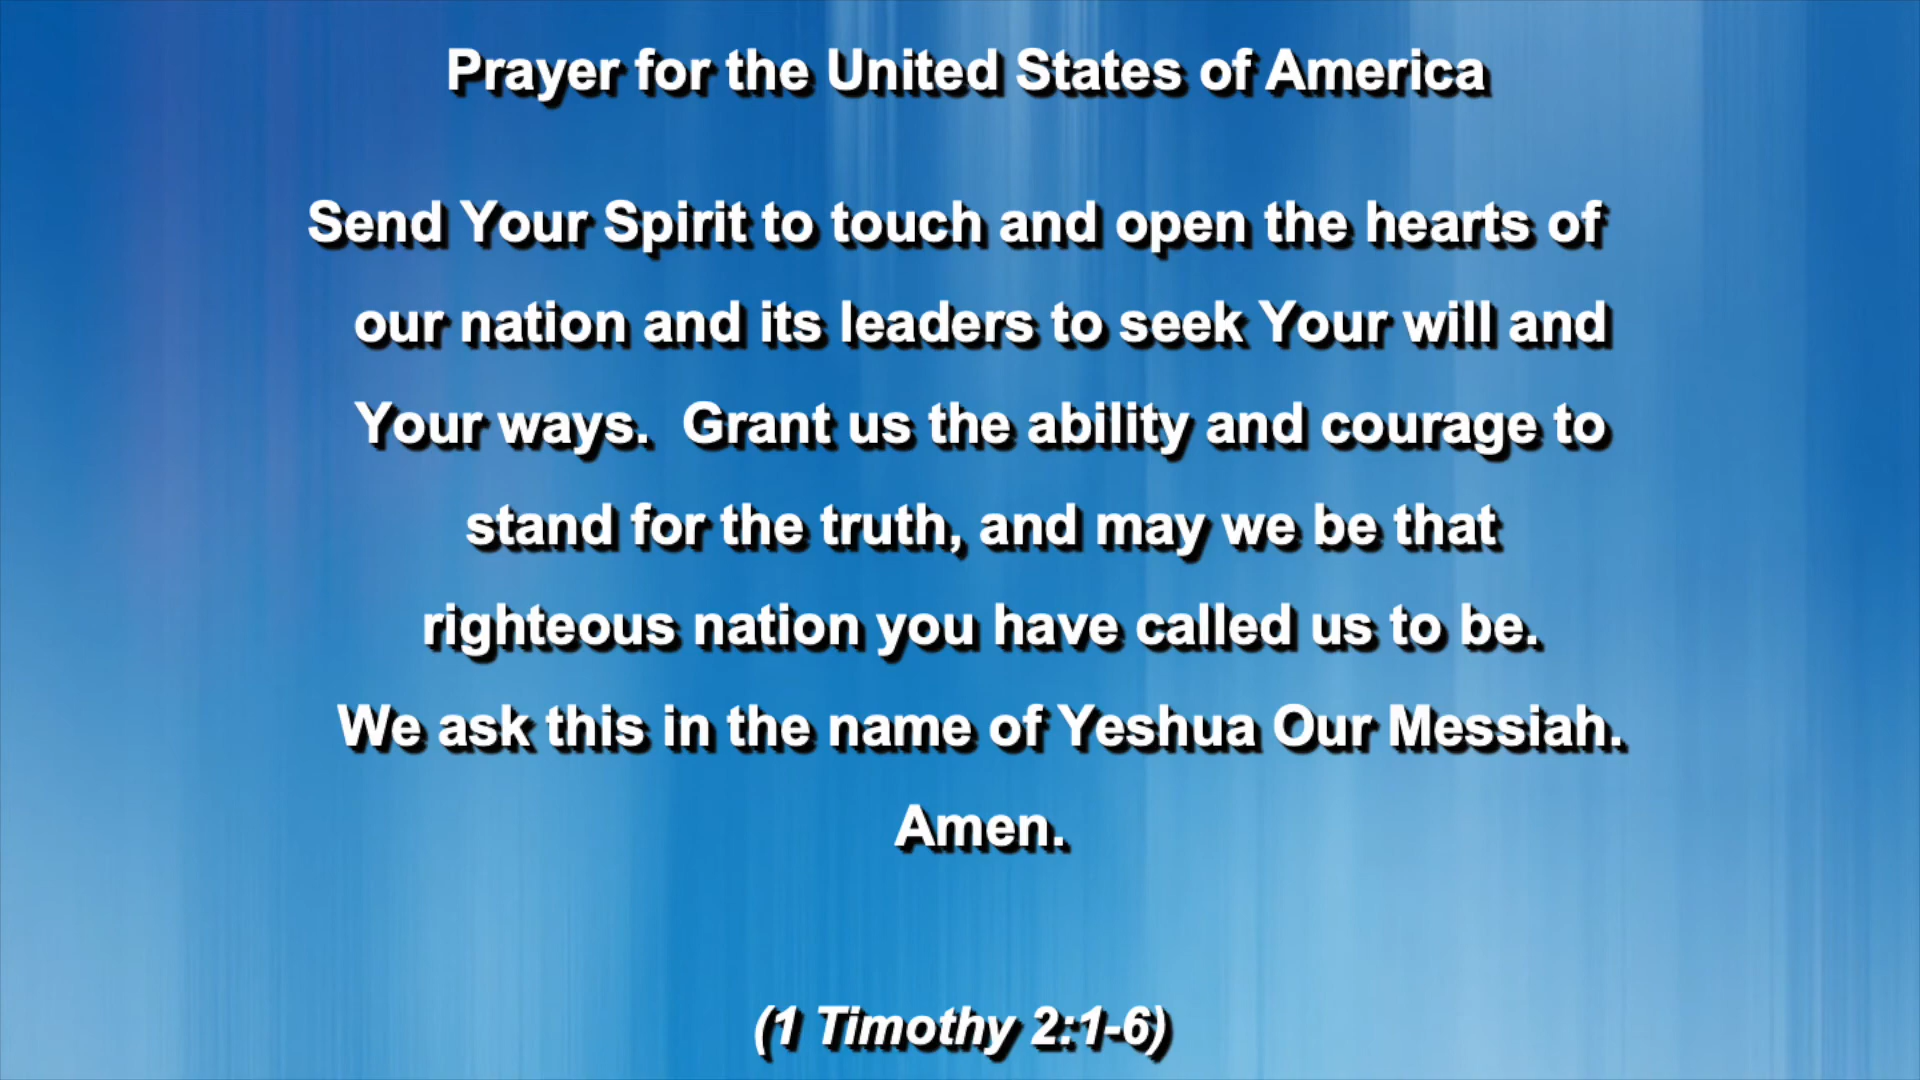 Prayer for the United States of America
Send Your Spirit to touch and open the hearts of
our nation and its leaders to seek Your will and
Your ways.  Grant us the ability and courage to
stand for the truth, and may we be that
righteous nation you have called us to be.
We ask this in the name of Yeshua Our Messiah.
Amen.
(1 Timothy 2:1-6)